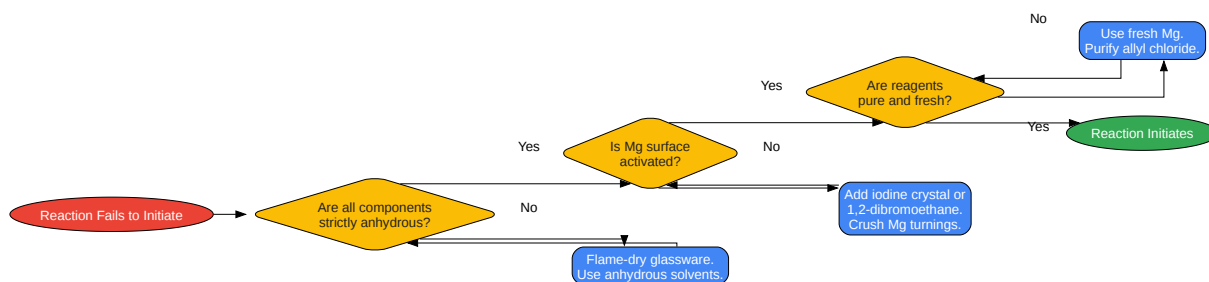 Reaction Fails to Initiate
Are all components
strictly anhydrous?
No
Flame-dry glassware.
Use anhydrous solvents.
Yes
Is Mg surface
activated?
No
Add iodine crystal or
1,2-dibromoethane.
Crush Mg turnings.
Yes
Are reagents
pure and fresh?
No
Use fresh Mg.
Purify allyl chloride.
Yes
Reaction Initiates